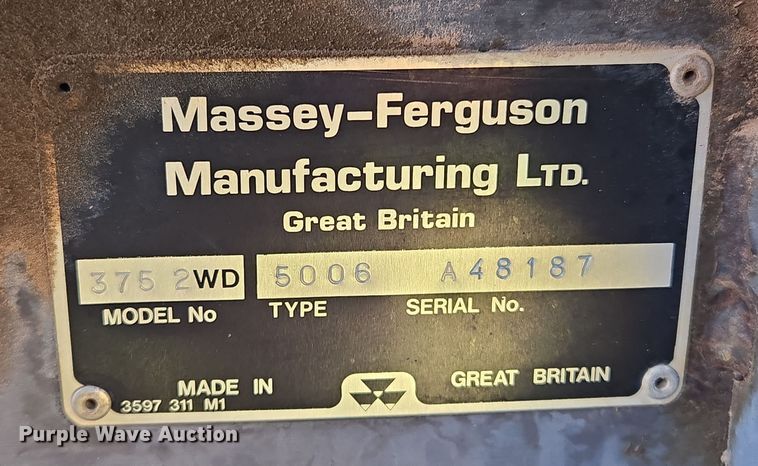 Massey-Ferguson
Manufacturing LTD.
Great Britain
375 2WD 5006 A48187
MODEL No TYPE SERIAL No.
MADE IN GREAT BRITAIN
3597 311 M1
Purple Wave Auction